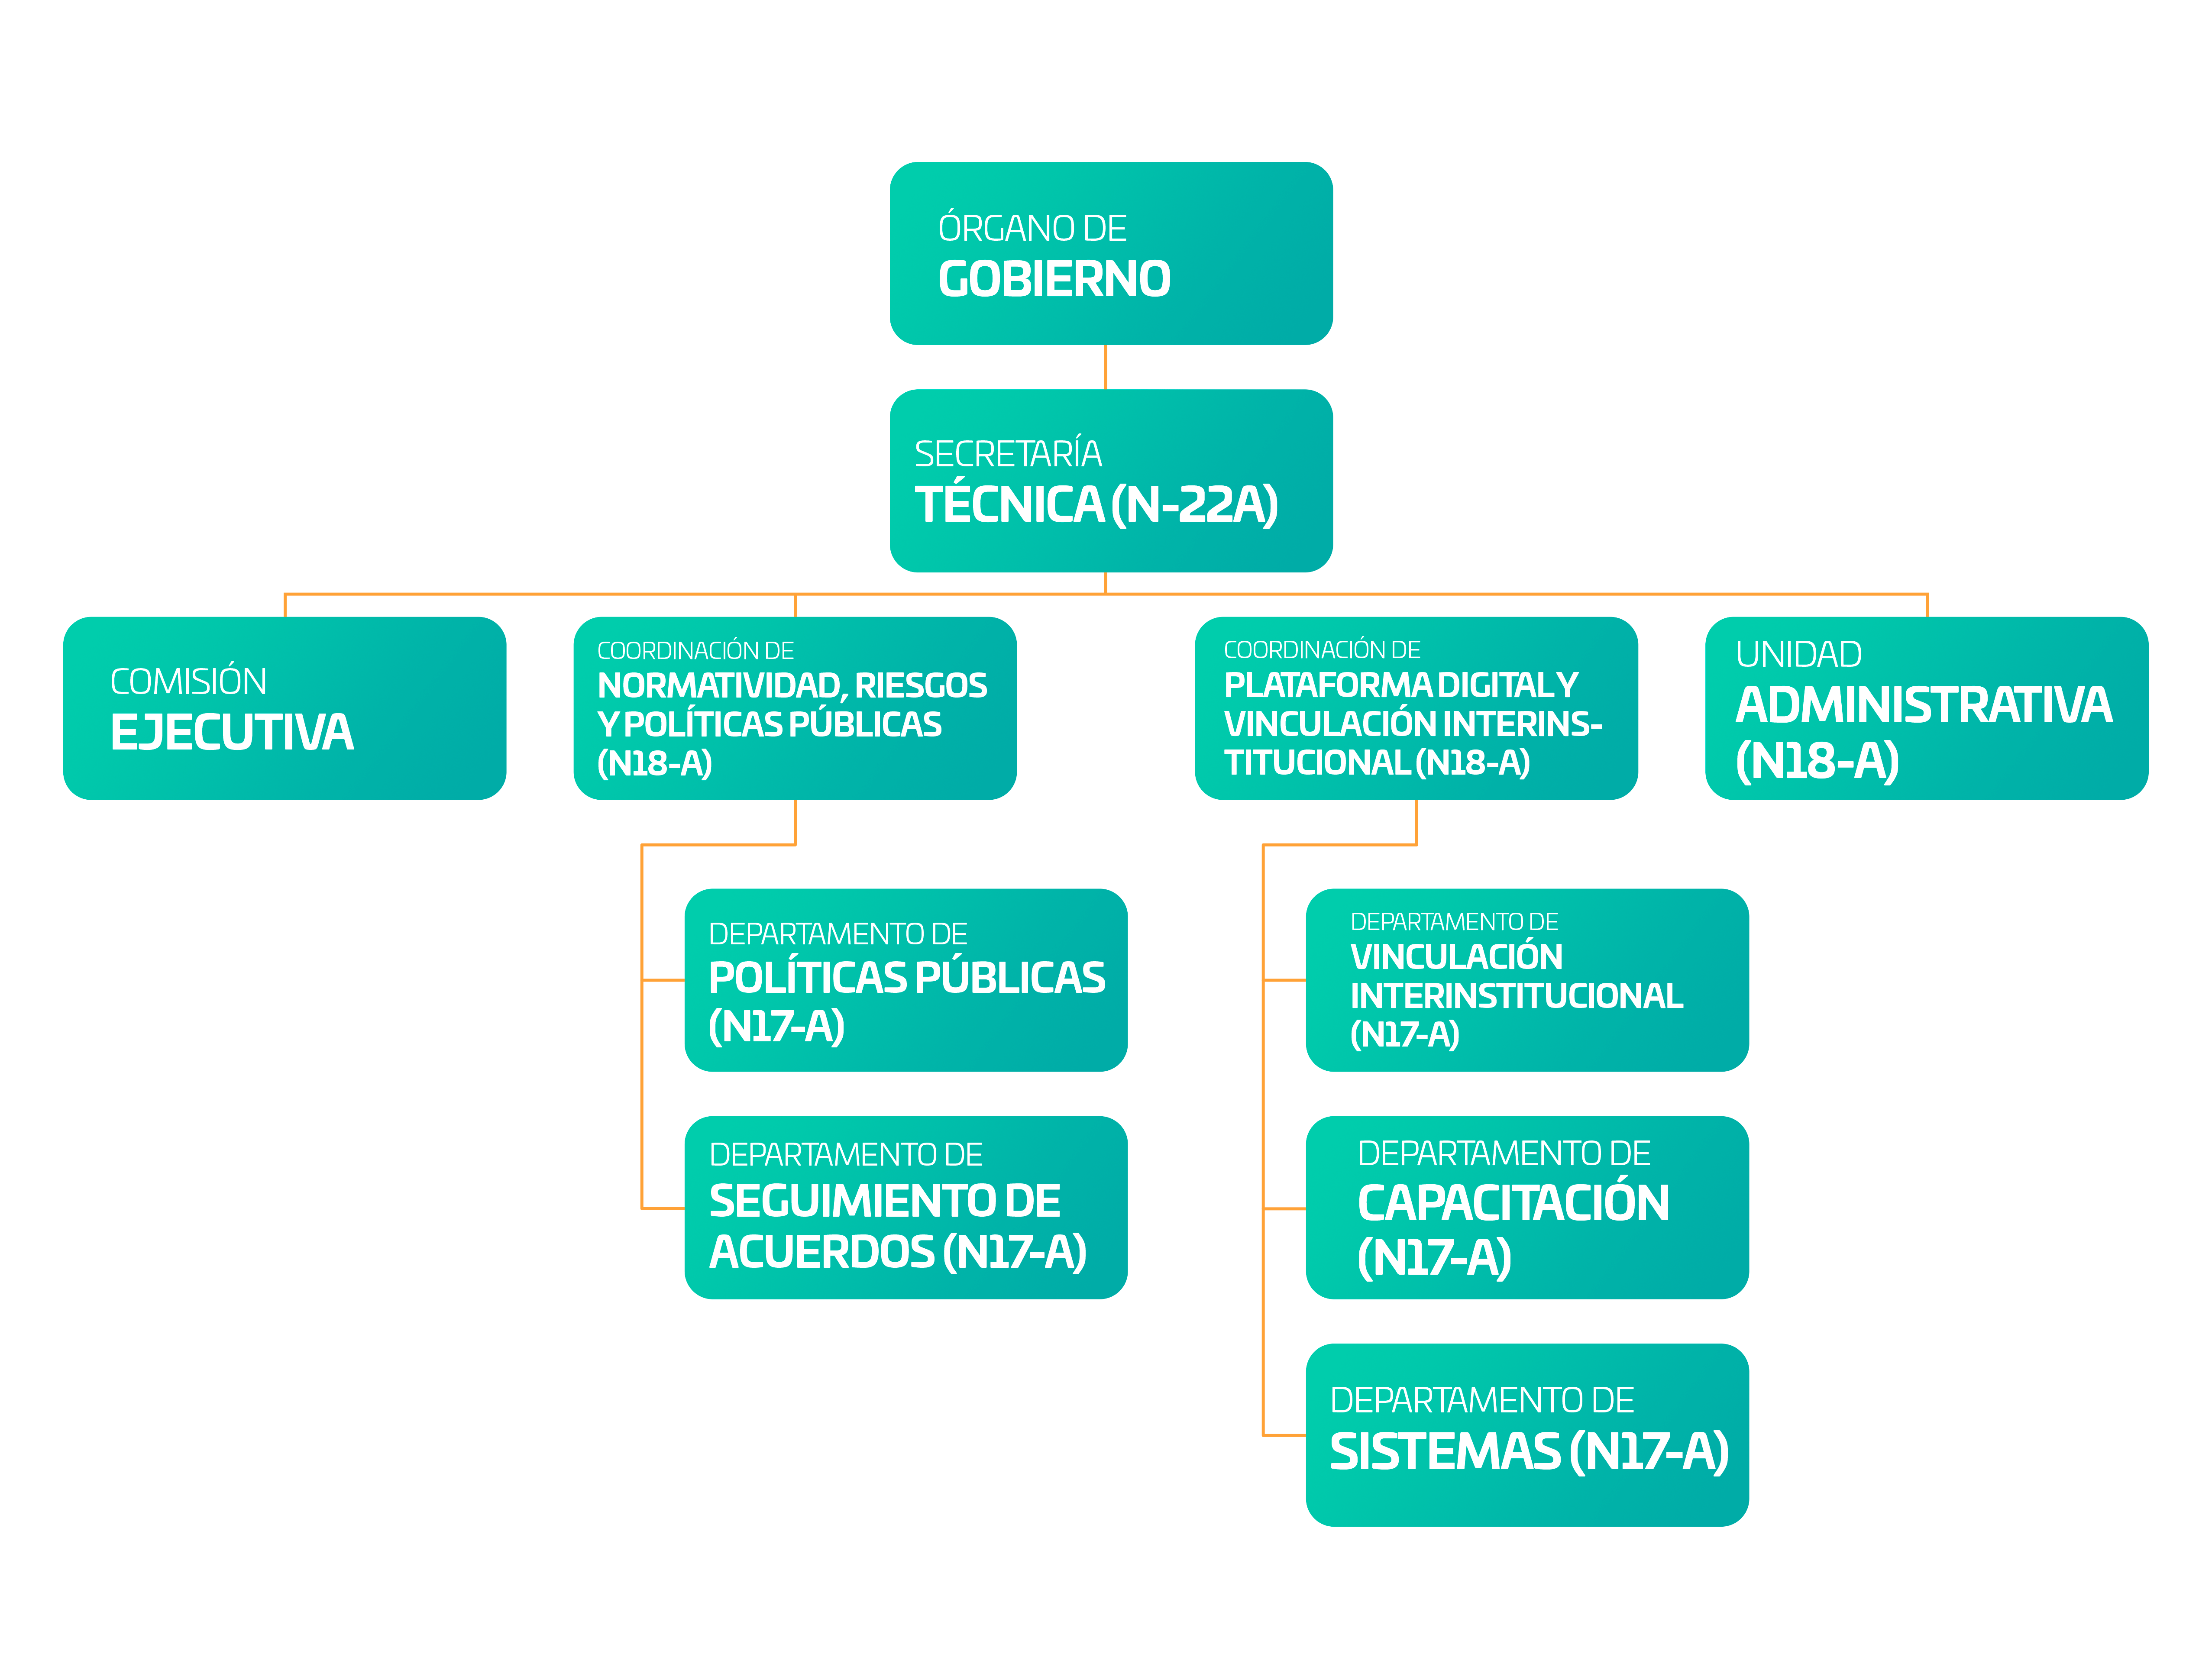 ÓRGANO DE
GOBIERNO
SECRETARÍA
TÉCNICA (N-22A)
COMISIÓN
EJECUTIVA
COORDINACIÓN DE
NORMATIVIDAD, RIESGOS
Y POLÍTICAS PÚBLICAS
(N18-A)
COORDINACIÓN DE
PLATAFORMA DIGITAL Y
VINCULACIÓN INTERINS-
TITUCIONAL (N18-A)
UNIDAD
ADMINISTRATIVA
(N18-A)
DEPARTAMENTO DE
POLÍTICAS PÚBLICAS
(N17-A)
DEPARTAMENTO DE
SEGUIMIENTO DE
ACUERDOS (N17-A)
DEPARTAMENTO DE
VINCULACIÓN
INTERINSTITUCIONAL
(N17-A)
DEPARTAMENTO DE
CAPACITACIÓN
(N17-A)
DEPARTAMENTO DE
SISTEMAS (N17-A)